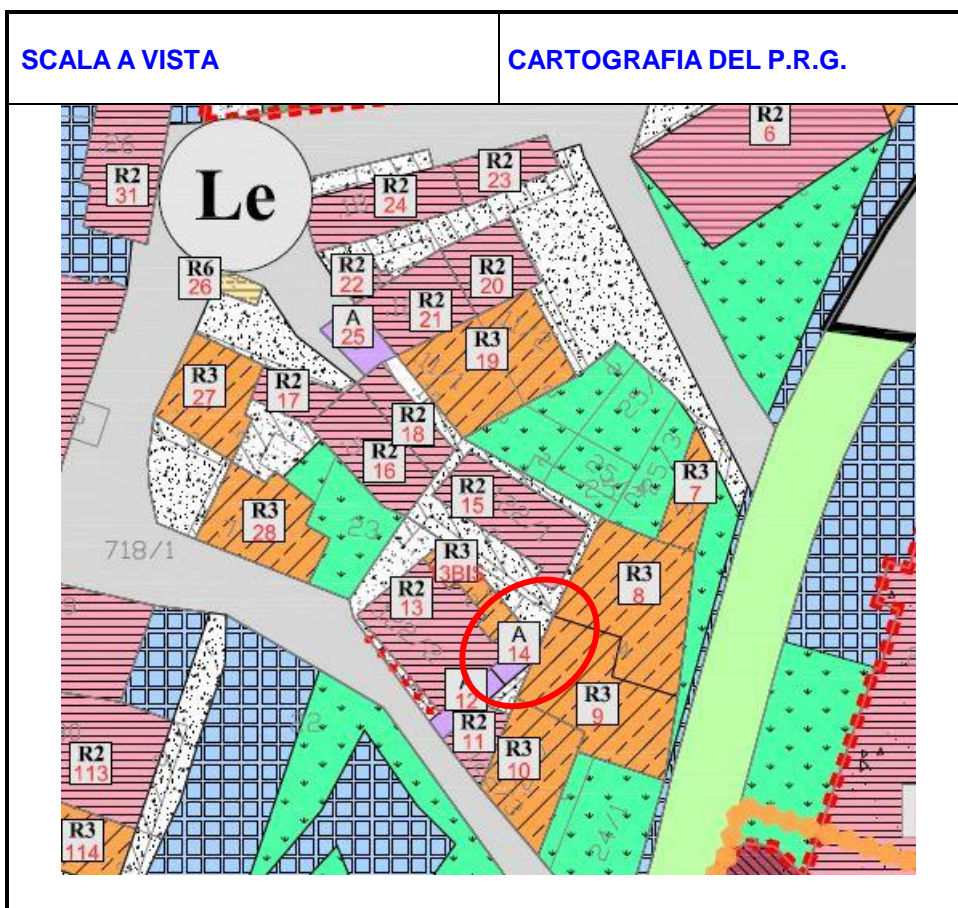 SCALA A VISTA
CARTOGRAFIA DEL P.R.G.
Le
R2
6
R2
31
R2
23
R2
24
R6
26
R2
22
R2
20
R2
21
A
25
R3
19
R3
27
R2
17
R2
18
R2
16
R3
7
R2
15
R3
28
23
718/1
R3
3BIS
R3
8
R2
13
A
14
A
12
R3
9
R2
11
R3
10
R2
113
R3
114
24/1